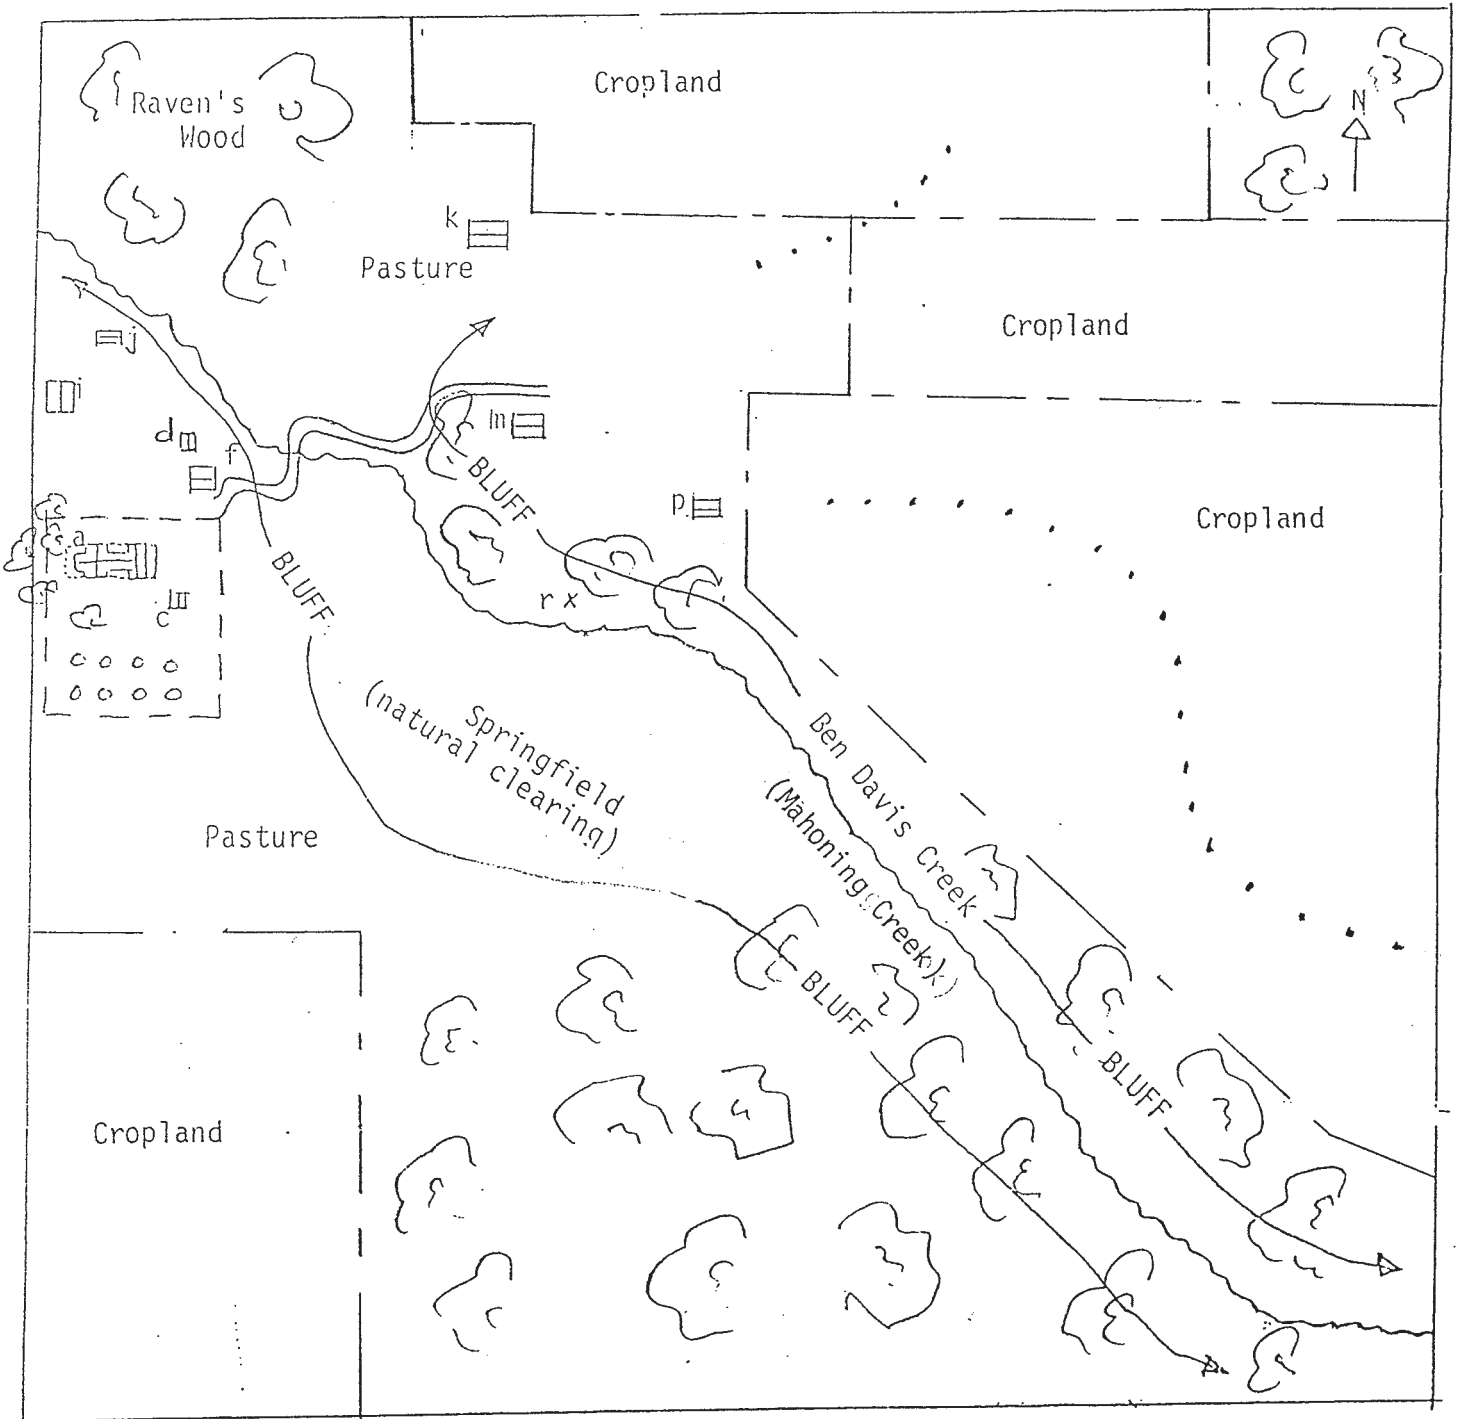 Cropland
Raven's
Wood
N
k
Pasture
Cropland
j
i
d
f
m
BLUFF
p
Cropland
a
BLUFF
c
r x
Springfield
(natural clearing)
Ben Davis Creek
(Mahoning Creek)
Pasture
BLUFF
BLUFF
Cropland